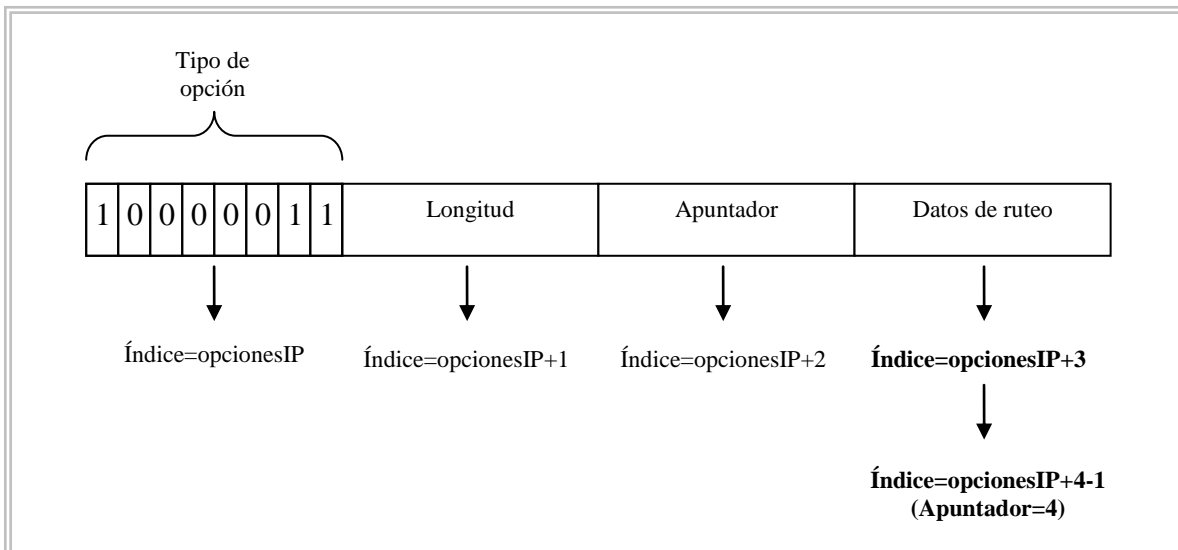 Tipo de
opción
1 0 0 0 0 0 1 1 Longitud Apuntador Datos de ruteo
Índice=opcionesIP Índice=opcionesIP+1 Índice=opcionesIP+2 Índice=opcionesIP+3
Índice=opcionesIP+4-1
(Apuntador=4)